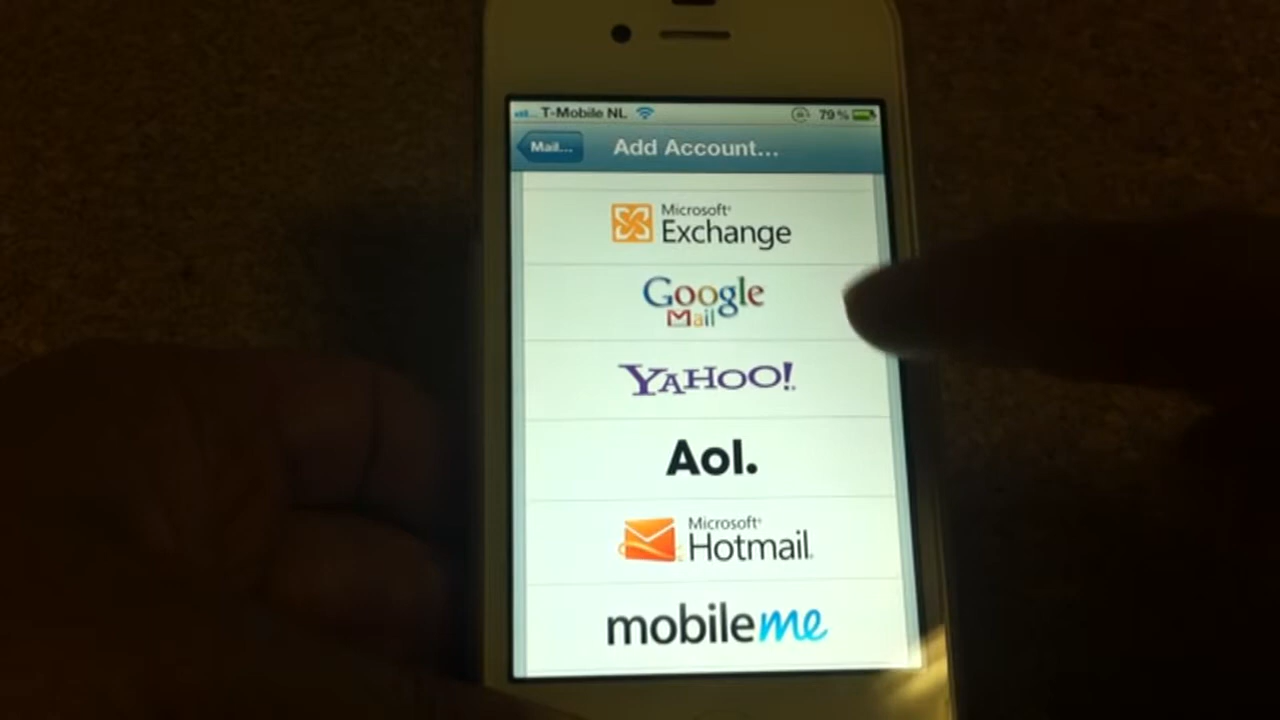 T-Mobile NL 79%
Mail... Add Account...
Microsoft
Exchange
Google
Mail
YAHOO!
Aol.
Microsoft
Hotmail
mobileme